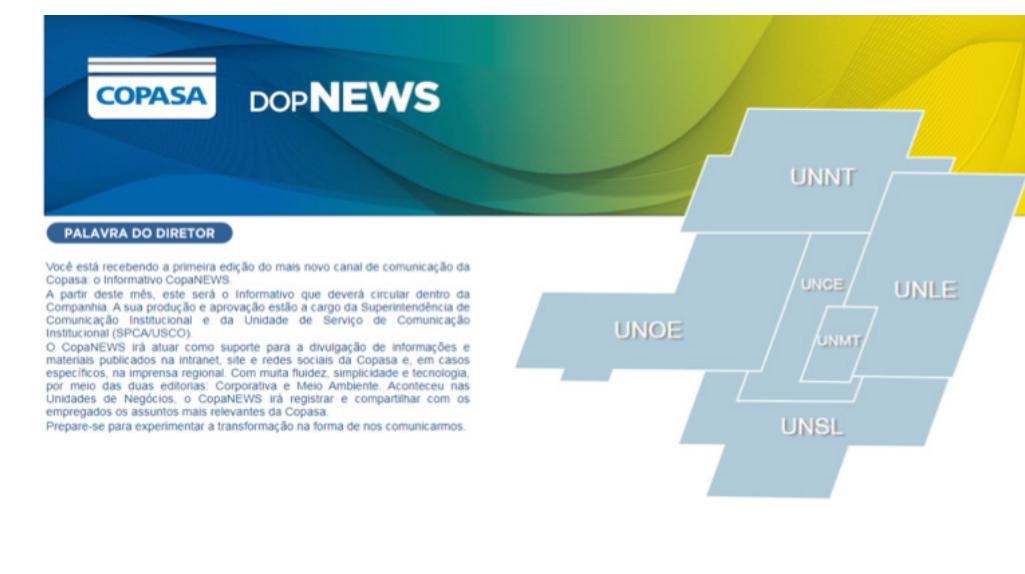 COPASA
DOPNEWS
PALAVRA DO DIRETOR
Você está recebendo a primeira edição do mais novo canal de comunicação da
Copasa: o Informativo CopaNEWS.
A partir deste mês, este será o Informativo que deverá circular dentro da
Companhia. A sua produção e aprovação estão a cargo da Superintendência de
Comunicação Institucional e da Unidade de Serviço de Comunicação
Institucional (SPCA/USCO).
O CopaNEWS irá atuar como suporte para a divulgação de informações e
materiais publicados na intranet, site e redes sociais da Copasa e, em casos
específicos, na imprensa regional. Com muita fluidez, simplicidade e tecnologia,
por meio das duas editorias: Corporativa e Meio Ambiente. Aconteceu nas
Unidades de Negócios, o CopaNEWS irá registrar e compartilhar com os
empregados os assuntos mais relevantes da Copasa.
Prepare-se para experimentar a transformação na forma de nos comunicarmos.
UNNT
UNCE
UNLE
UNOE
UNMT
UNSL